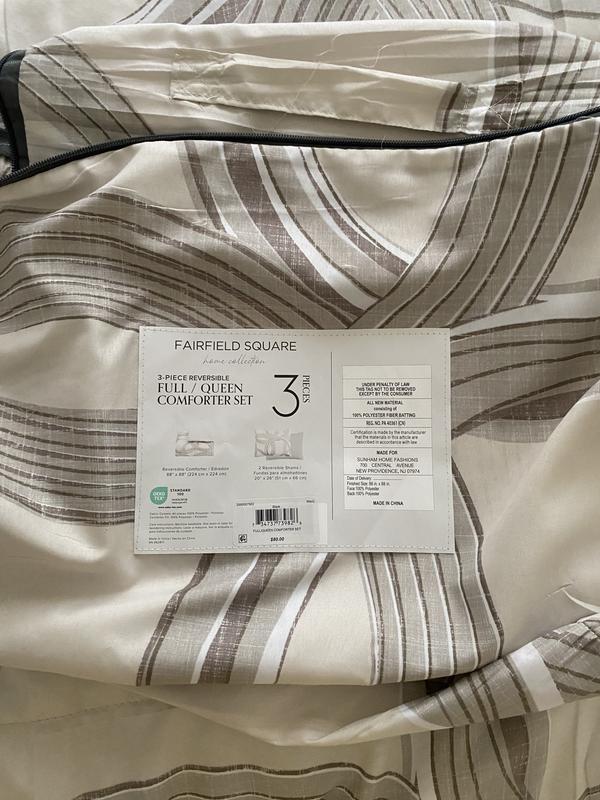 FAIRFIELD SQUARE
home collection
3-PIECE REVERSIBLE
FULL / QUEEN
COMFORTER SET
3
PIECES
Reversible Comforter / Edredón
88" x 88" (224 cm x 224 cm)
2 Reversible Shams /
Fundas para almohadones
20" x 26" (51 cm x 66 cm)
OEKO
TEX
STANDARD
100
FULL/QUEEN COMFORTER SET
$80.00
UNDER PENALTY OF LAW
THIS TAG NOT TO BE REMOVED
EXCEPT BY THE CONSUMER
ALL NEW MATERIAL
consisting of
100% POLYESTER FIBER BATTING
REG. NO. PA 40361 (CN)
Certification is made by the manufacturer
that the materials in this article are
described in accordance with law
MADE FOR
SUNHAM HOME FASHIONS
700 CENTRAL AVENUE
NEW PROVIDENCE, NJ 07974
Date of Delivery:
Finished Size: 88 in. x 88 in.
Face: 100% Polyester
Back: 100% Polyester
MADE IN CHINA